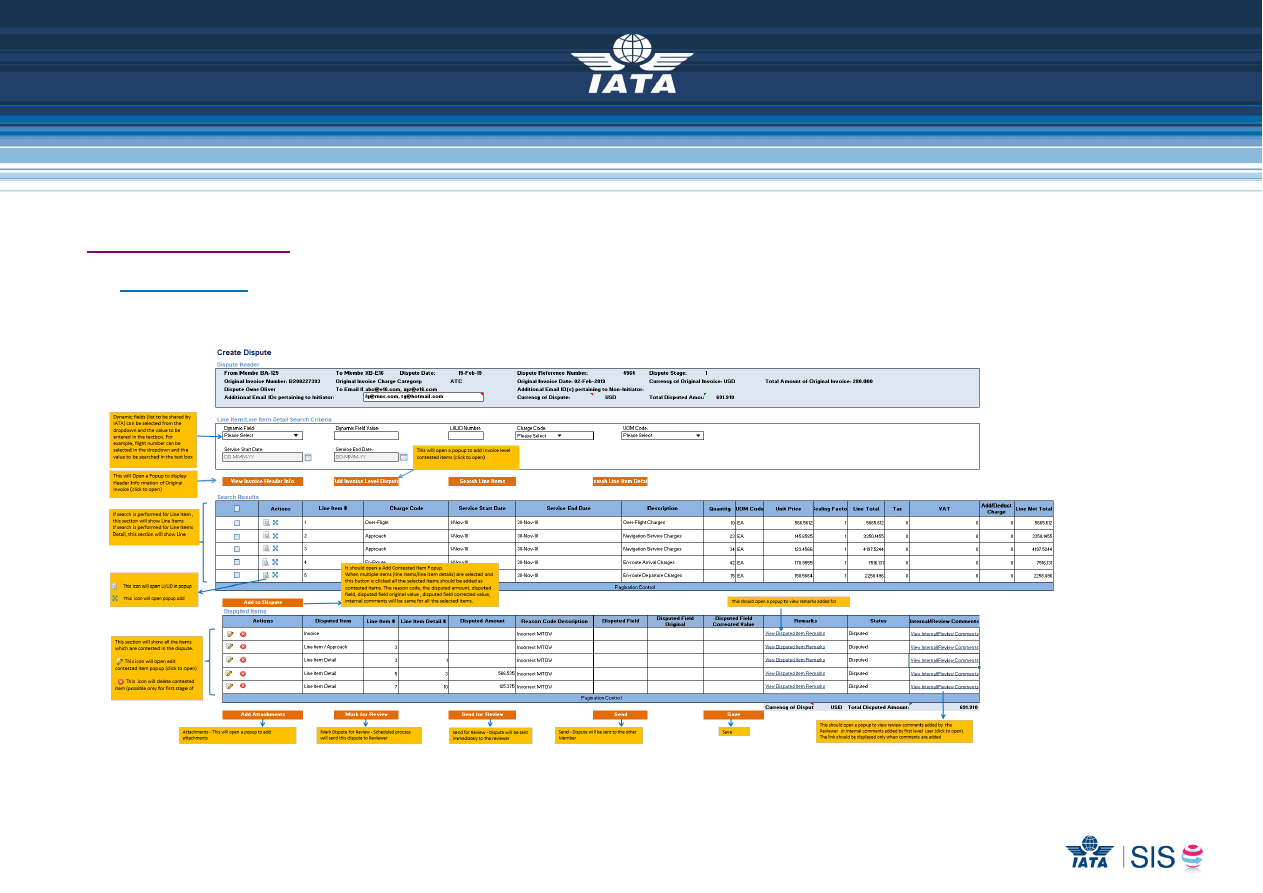 IATA
Create Dispute
Dispute Header
From Membe BA-125 To Membe XB-E16 Dispute Date: 15-Feb-19 Dispute Reference Number: 6564 Dispute Stage: 1
Original Invoice Number: B200227393 Original Invoice Charge Category ATC Original Invoice Date: 02-Feb-2019 Currency of Original Invoice: USD Total Amount of Original Invoice: 200.000
Dispute Owne Oliver To Email II abc@e16.com, xyz@e16.com Additional Email ID(s) pertaining to Non-Initiator:
Additional Email IDs pertaining to Initiator: Currency of Dispute: USD Total Disputed Amou 691.910
Line Item/Line Item Detail Search Criteria
Dynamic Field: Dynamic Field Value: LI/LID Number Charge Code: UOM Code:
Please Select Please Select Please Select
Service Start Date: Service End Date:
DD-MMM-YY DD-MMM-YY
Dynamic fields (list to be shared by
IATA) can be selected from the
dropdown and the value to be
entered in the textbox. For
example, flight number can be
selected in the dropdown and the
value to be searched in the text box
This will open a popup to add invoice level
contested items (click to open)
This will Open a Popup to display
Header Info rmation of Original
Invoice (click to open)
View Invoice Header Info dd Invoice Level Dispute Search Line Items earch Line Item Detai
Search Results
Actions Line Item # Charge Code Service Start Date Service End Date Description Quantity UOM Code Unit Price caling Facto Line Total Tax VAT Add/Deduct Charge Line Net Total
1 Over-Flight 1-Nov-18 30-Nov-18 Over-Flight Charges 10 EA 566.5612 1 5665.612 0 0 0 5665.612
2 Approach 1-Nov-18 30-Nov-18 Navigation Service Charges 23 EA 145.6585 1 3350.1455 0 0 0 3350.1455
3 Approach 1-Nov-18 30-Nov-18 Navigation Service Charges 34 EA 123.4566 1 4197.5244 0 0 0 4197.5244
4 En-Route 1-Nov-18 30-Nov-18 Enroute Arrival Charges 42 EA 1 7516.131 0 0 0 7516.131
5 30-Nov-18 Enroute Departure Charges 15 EA 150.5664 1 2258.496 0 0 0 2258.496
Pagination Control
If search is performed for Line Item ,
this section will show Line Items
If search is performed for Line Items
Detail, this section will show Line
This icon will open LI/LID in popup
This icon will open popup add
It should open a Add Contested Item Popup.
When multiple items (line items/line item details) are selected and
this button is clicked all the selected items should be added as
contested items. The reason code, the disputed amount, disputed
field, disputed field original value , disputed field corrected value,
internal comments will be same for all the selected items.
Add to Dispute
This should open a popup to view remarks added for
Disputed Items
Actions Disputed Item Line Item # Line Item Detail # Disputed Amount Reason Code Description Disputed Field Disputed Field Original Disputed Field Corrected Value Remarks Status Internal/Review Comments
Invoice Incorrect MTOW View Disputed Item Remarks Disputed View Internal/Review Comments
Line Item / Approach 3 Incorrect MTOW View Disputed Item Remarks Disputed View Internal/Review Comments
Line Item Detail 3 1 Incorrect MTOW View Disputed Item Remarks Disputed View Internal/Review Comments
Line Item Detail 5 3 566.535 Incorrect MTOW View Disputed Item Remarks Disputed View Internal/Review Comments
Line Item Detail 7 10 125.375 Incorrect MTOW View Disputed Item Remarks Disputed View Internal/Review Comments
Pagination Control
Currency of Disput USD Total Disputed Amoun 691.910
This section will show all the items
which are contested in the dispute.
This icon will open edit
contested item popup (click to open)
This icon will delete contested
item (possible only for first stage of
Add Attachments Mark for Review Send for Review Send Save
Attachments - This will open a popup to add
attachments
Mark Dispute for Review - Scheduled process
will send this dispute to Reviewer
Send for Review - Dispute will be sent
immediately to the reviewer
Send - Dispute will be sent to the other
Member
Save
This should open a popup to view review comments added by the
Reviewer or internal comments added by first level user (click to open).
The link should be displayed only when comments are added
IATA SIS